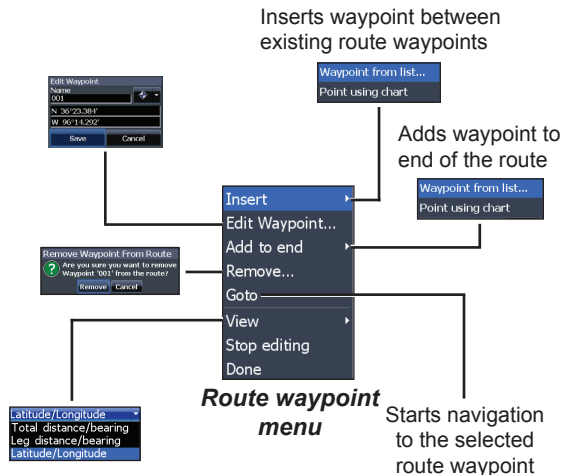 Inserts waypoint between
existing route waypoints
Waypoint from list...
Point using chart
Edit Waypoint
Name
001
N 36°23.384'
W 96°14.292'
Save Cancel
Adds waypoint to
end of the route
Waypoint from list...
Point using chart
Insert
Edit Waypoint...
Add to end
Remove...
Goto
View
Stop editing
Done
Remove Waypoint From Route
Are you sure you want to remove
Waypoint '001' from the route?
Remove Cancel
Route waypoint
menu
Latitude/Longitude
Total distance/bearing
Leg distance/bearing
Latitude/Longitude
Starts navigation
to the selected
route waypoint